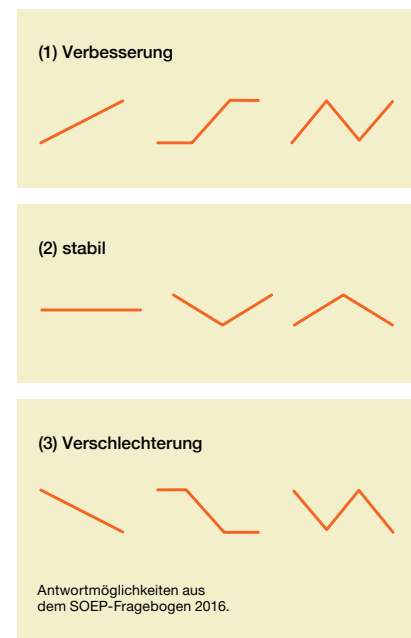 (1) Verbesserung
(2) stabil
(3) Verschlechterung
Antwortmöglichkeiten aus
dem SOEP-Fragebogen 2016.